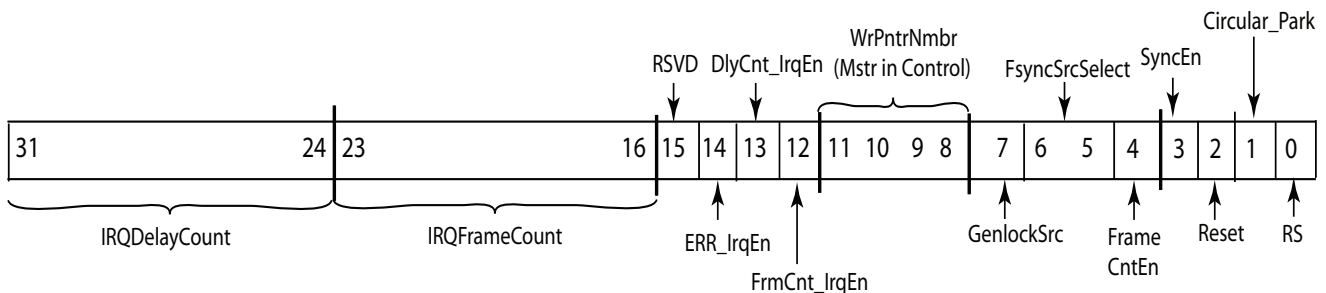 Circular_Park
WrPntrNmbr
(Mstr in Control)
RSVD DlyCnt_IrqEn FsyncSrcSelect SyncEn
31 24 23 16 15 14 13 12 11 10 9 8 7 6 5 4 3 2 1 0
IRQDelayCount IRQFrameCount ERR_IrqEn GenlockSrc Frame Reset RS
CntEn
FrmCnt_IrqEn